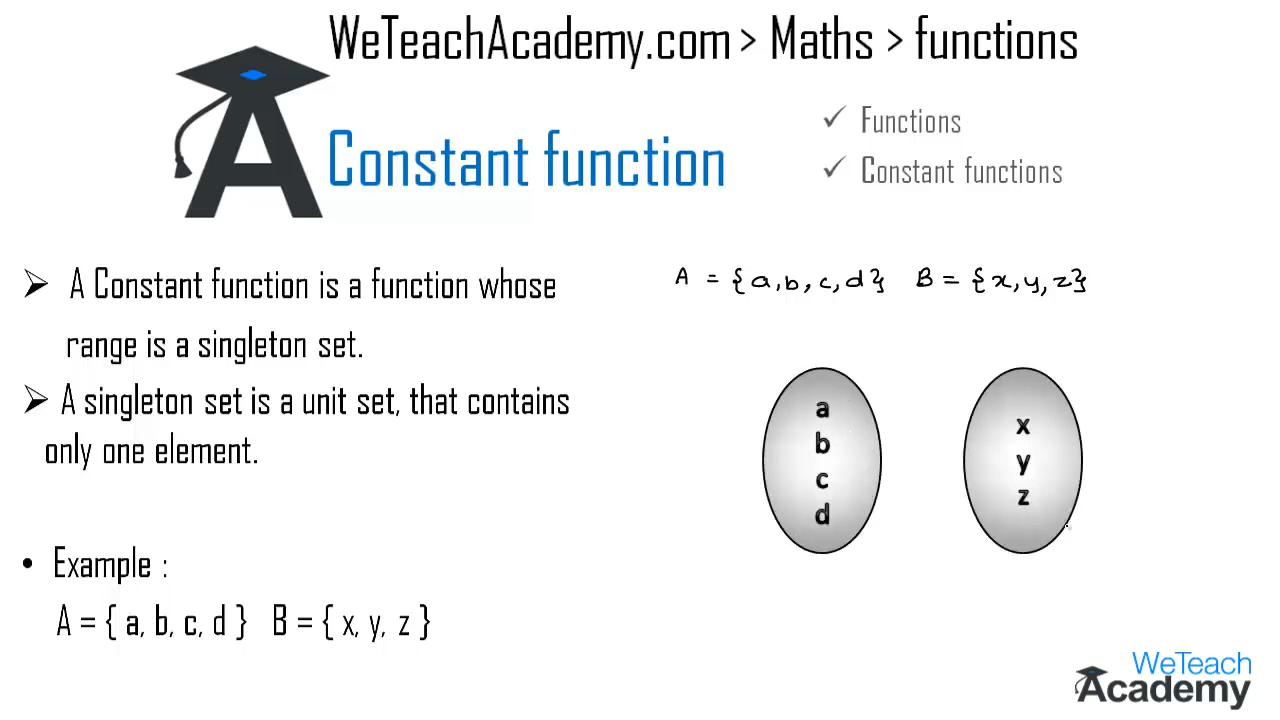 WeTeachAcademy.com > Maths > functions
Constant function
✓ Functions
✓ Constant functions
➢ A Constant function is a function whose
range is a singleton set.
➢ A singleton set is a unit set, that contains
only one element.
• Example :
A = { a, b, c, d } B = { x, y, z }
A = {a, b, c, d} B = {x, y, z}
a
b
c
d
x
y
z
WeTeach
Academy